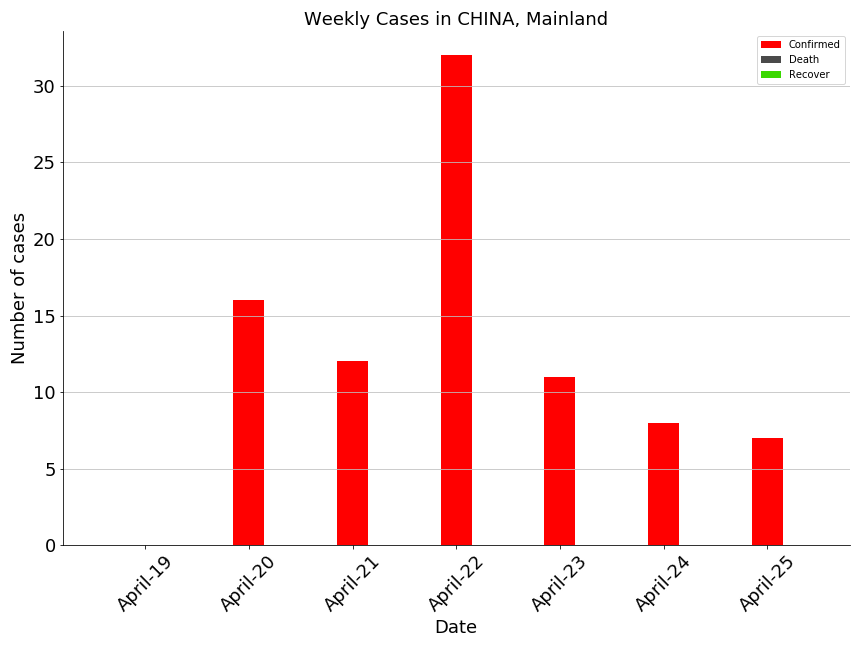 Weekly Cases in CHINA, Mainland
Confirmed
Death
Recover
Number of cases
30
25
20
15
10
5
0
April-19
April-20
April-21
April-22
April-23
April-24
April-25
Date